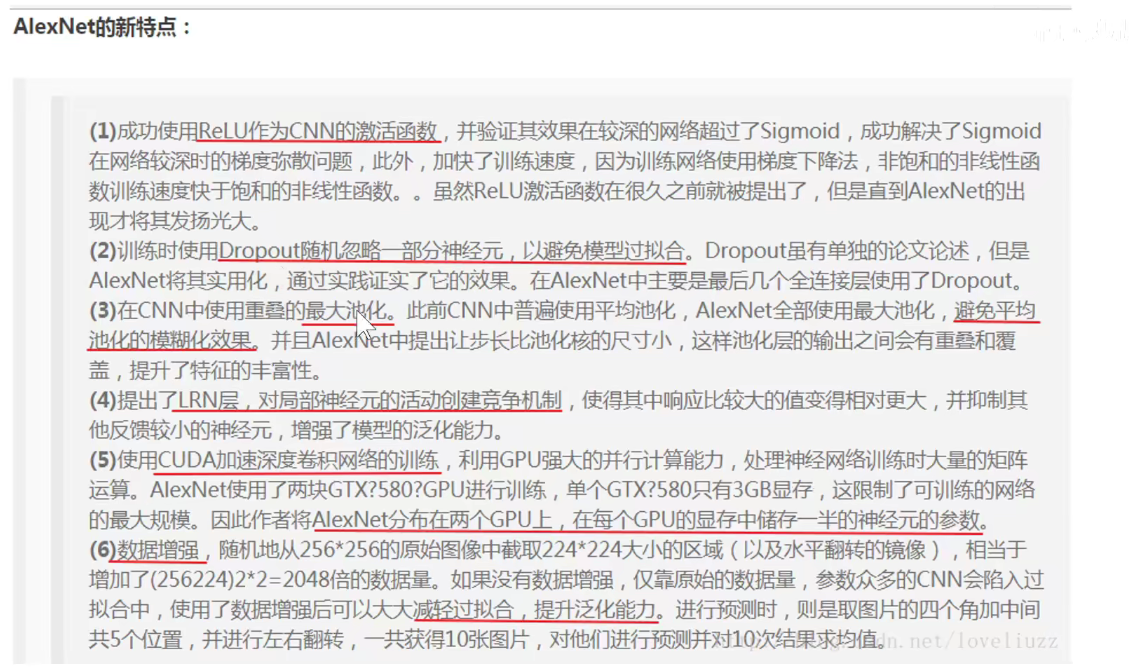 AlexNet的新特点：
(1)成功使用ReLU作为CNN的激活函数，并验证其效果在较深的网络超过了Sigmoid，成功解决了Sigmoid
在网络较深时的梯度弥散问题，此外，加快了训练速度，因为训练网络使用梯度下降法，非饱和的非线性函
数训练速度快于饱和的非线性函数。。虽然ReLU激活函数在很久之前就被提出了，但是直到AlexNet的出
现才将其发扬光大。
(2)训练时使用Dropout随机忽略一部分神经元，以避免模型过拟合。Dropout虽有单独的论文论述，但是
AlexNet将其实用化，通过实践证实了它的效果。在AlexNet中主要是最后几个全连接层使用了Dropout。
(3)在CNN中使用重叠的最大池化。此前CNN中普遍使用平均池化，AlexNet全部使用最大池化，避免平均
池化的模糊化效果。并且AlexNet中提出让步长比池化核的尺寸小，这样池化层的输出之间会有重叠和覆
盖，提升了特征的丰富性。
(4)提出了LRN层，对局部神经元的活动创建竞争机制，使得其中响应比较大的值变得相对更大，并抑制其
他反馈较小的神经元，增强了模型的泛化能力。
(5)使用CUDA加速深度卷积网络的训练，利用GPU强大的并行计算能力，处理神经网络训练时大量的矩阵
运算。AlexNet使用了两块GTX?580?GPU进行训练，单个GTX?580只有3GB显存，这限制了可训练的网络
的最大规模。因此作者将AlexNet分布在两个GPU上，在每个GPU的显存中储存一半的神经元的参数。
(6)数据增强，随机地从256*256的原始图像中截取224*224大小的区域（以及水平翻转的镜像），相当于
增加了(256224)2*2=2048倍的数据量。如果没有数据增强，仅靠原始的数据量，参数众多的CNN会陷入过
拟合中，使用了数据增强后可以大大减轻过拟合，提升泛化能力。进行预测时，则是取图片的四个角加中间
共5个位置，并进行左右翻转，一共获得10张图片，对他们进行预测并对10次结果求均值。